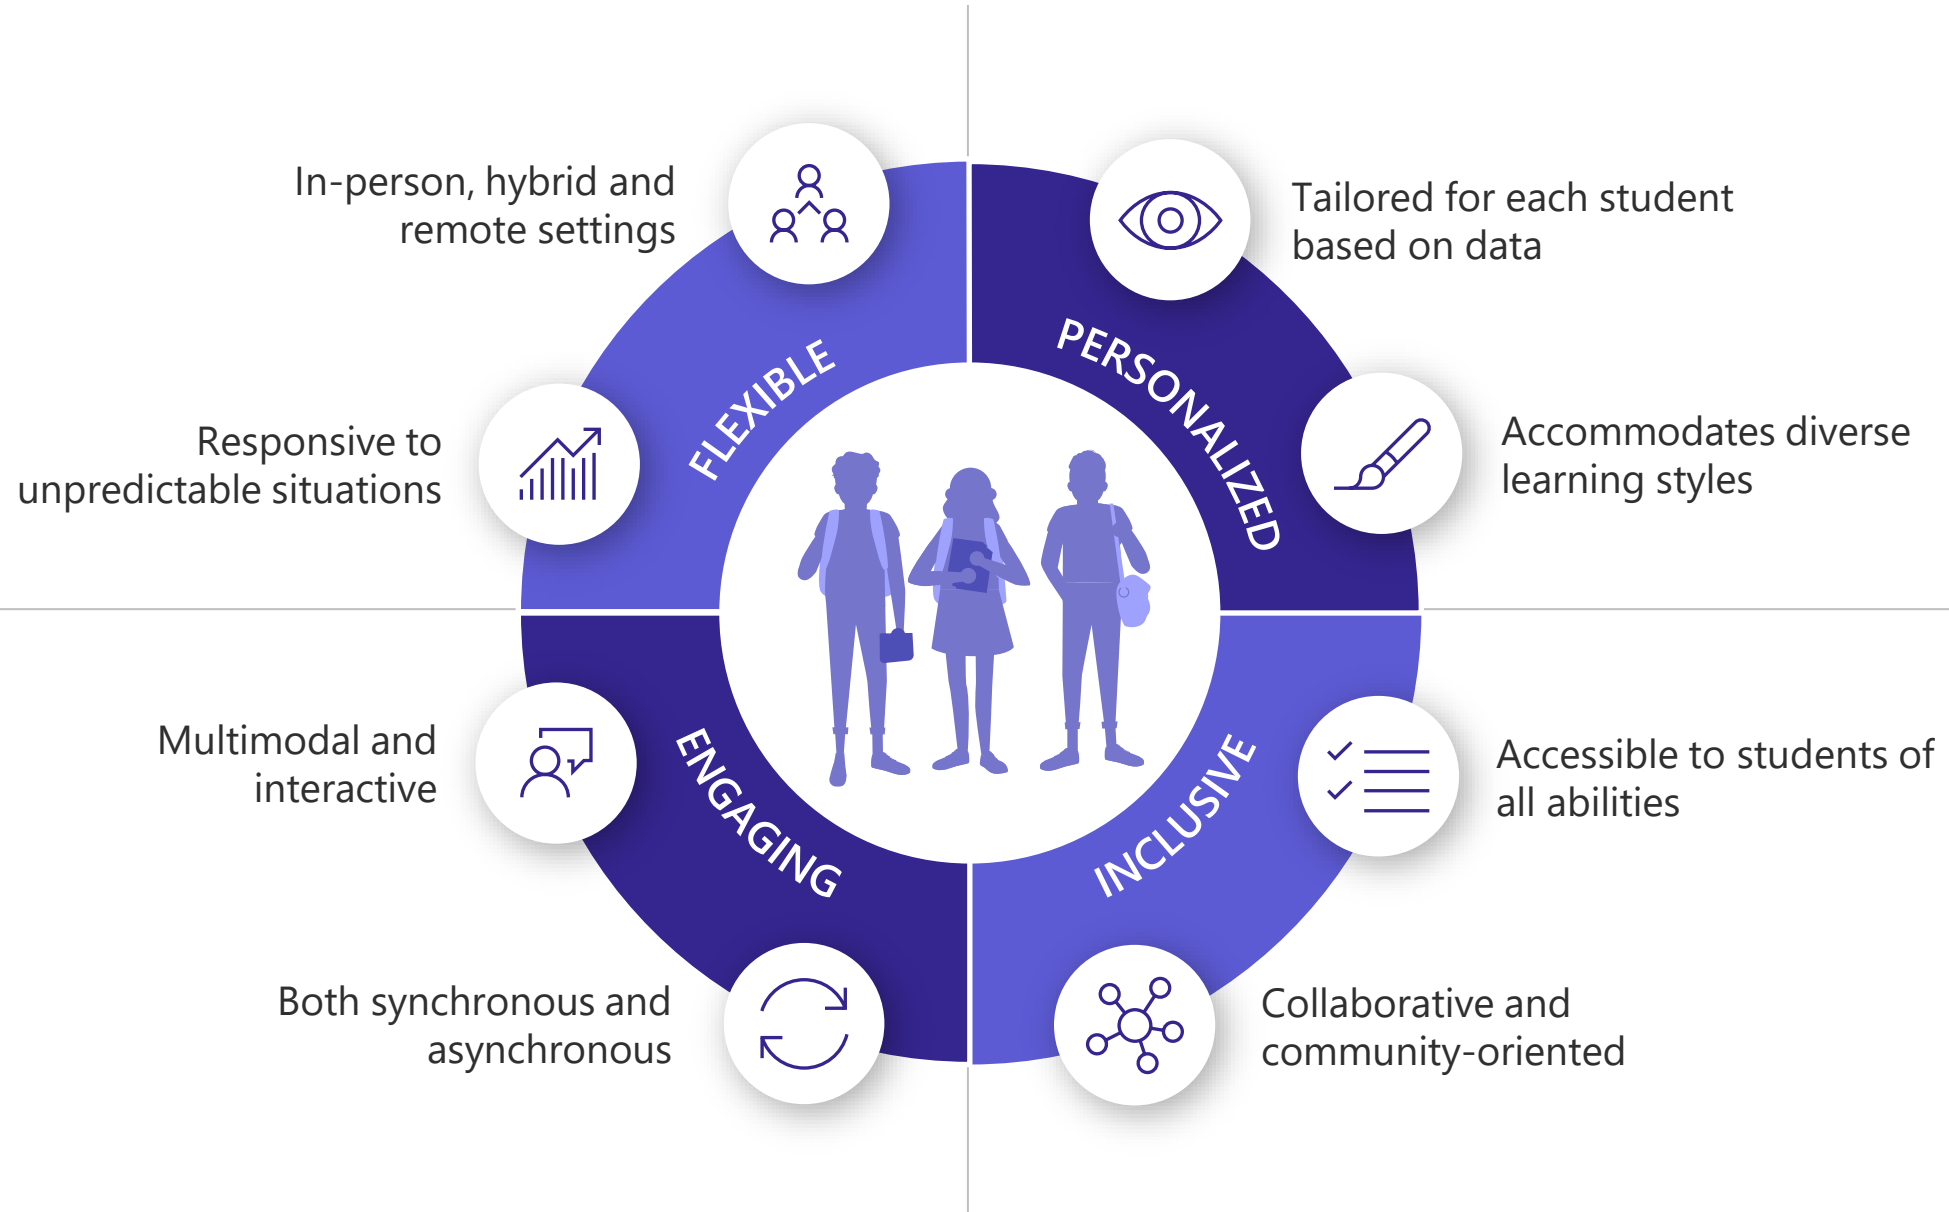 In-person, hybrid and
remote settings
Responsive to
unpredictable situations
FLEXIBLE
Tailored for each student
based on data
Accommodates diverse
learning styles
PERSONALIZED
Multimodal and
interactive
Both synchronous and
asynchronous
ENGAGING
Accessible to students of
all abilities
Collaborative and
community-oriented
INCLUSIVE